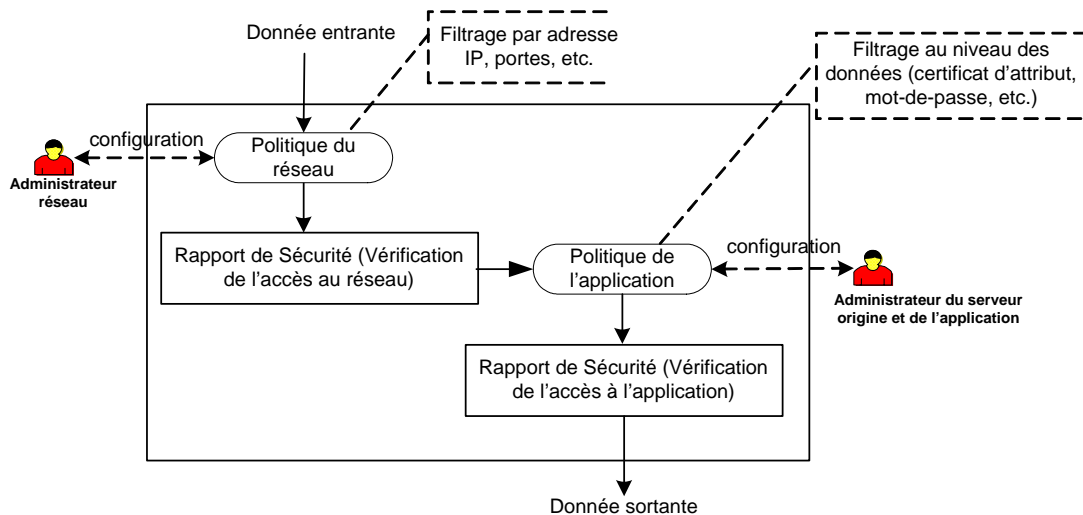 Donnée entrante
Filtrage par adresse
IP, portes, etc.
Filtrage au niveau des
données (certificat d'attribut,
mot-de-passe, etc.)
configuration
Politique du
réseau
Administrateur
réseau
Rapport de Sécurité (Vérification
de l'accès au réseau)
Politique de
l'application
configuration
Administrateur du serveur
origine et de l'application
Rapport de Sécurité (Vérification
de l'accès à l'application)
Donnée sortante